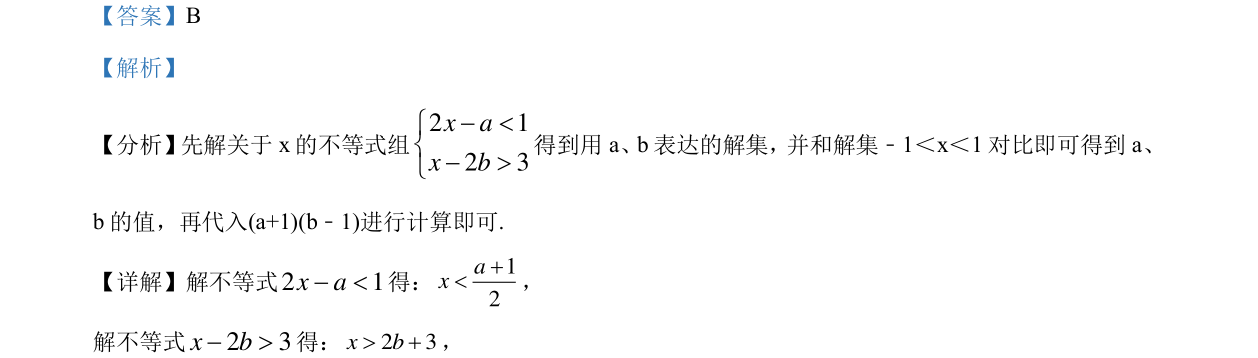 【答案】B
【解析】
【分析】先解关于 x 的不等式组{2x－a＜1 x－2b＞3 得到用 a、b 表达的解集，并和解集﹣1＜x＜1 对比即可得到 a、
b 的值，再代入(a+1)(b﹣1)进行计算即可.
【详解】解不等式 2x－a＜1 得：x＜(a+1)/2，
解不等式 x－2b＞3 得：x＞2b+3，